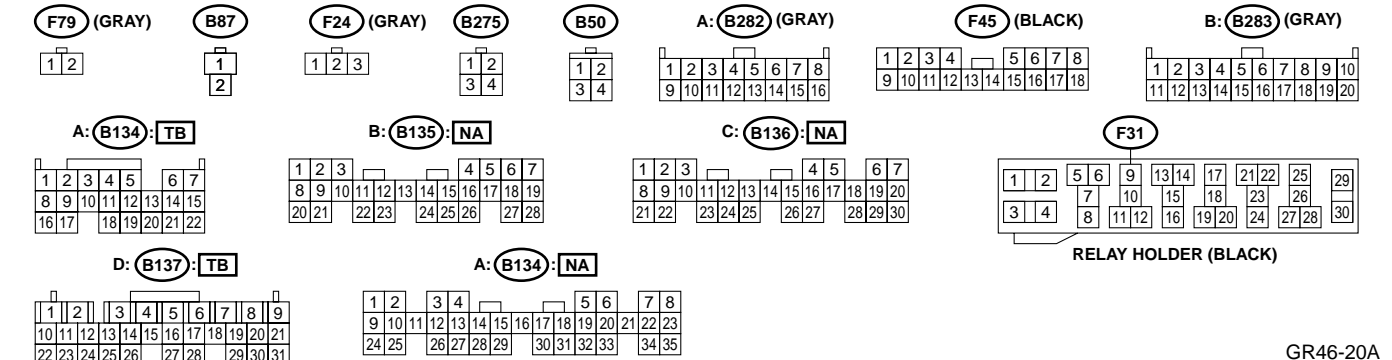 F79 (GRAY) B87 F24 (GRAY) B275 B50 A: B282 (GRAY) F45 (BLACK) B: B283 (GRAY)
1 2
1
2
1 2 3
1 2
3 4
1 2
3 4
1 2 3 4 5 6 7 8
9 10 11 12 13 14 15 16
1 2 3 4 5 6 7 8
9 10 11 12 13 14 15 16 17 18
1 2 3 4 5 6 7 8 9 10
11 12 13 14 15 16 17 18 19 20
A: B134 : TB B: B135 : NA C: B136 : NA F31
1 2 3 4 5 6 7
8 9 10 11 12 13 14 15
16 17 18 19 20 21 22
1 2 3 4 5 6 7
8 9 10 11 12 13 14 15 16 17 18 19
20 21 22 23 24 25 26 27 28
1 2 3 4 5 6 7
8 9 10 11 12 13 14 15 16 17 18 19 20
21 22 23 24 25 26 27 28 29 30
1 2 5 6 9 13 14 17 21 22 25 29
7 10 15 18 23 26
3 4 8 11 12 16 19 20 24 27 28 30
RELAY HOLDER (BLACK)
D: B137 : TB A: B134 : NA
1 2 3 4 5 6 7 8 9
10 11 12 13 14 15 16 17 18 19 20 21
22 23 24 25 26 27 28 29 30 31
1 2 3 4 5 6 7 8
9 10 11 12 13 14 15 16 17 18 19 20 21 22 23
24 25 26 27 28 29 30 31 32 33 34 35
GR46-20A